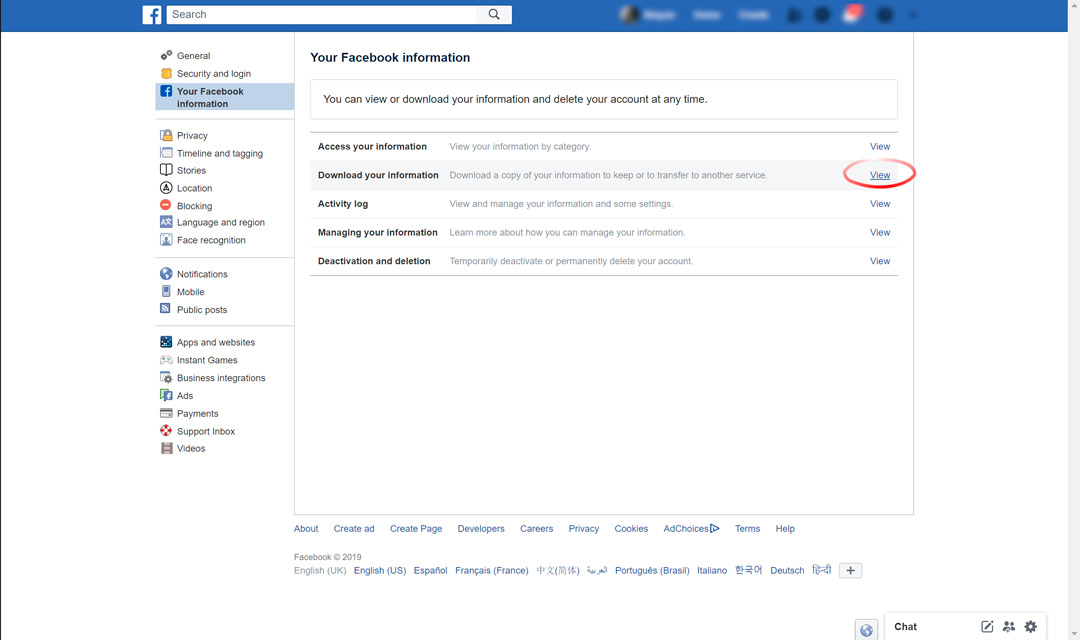 Search
General
Security and login
Your Facebook
information
Privacy
Timeline and tagging
Stories
Location
Blocking
Language and region
Face recognition
Notifications
Mobile
Public posts
Apps and websites
Instant Games
Business integrations
Ads
Payments
Support Inbox
Videos
Your Facebook information
You can view or download your information and delete your account at any time.
Access your information View your information by category. View
Download your information Download a copy of your information to keep or to transfer to another service. View
Activity log View and manage your information and some settings. View
Managing your information Learn more about how you can manage your information. View
Deactivation and deletion Temporarily deactivate or permanently delete your account. View
About Create ad Create Page Developers Careers Privacy Cookies AdChoices Terms Help
Facebook © 2019
English (UK) English (US) Español Français (France) 中文(简体) العربية Português (Brasil) Italiano 한국어 Deutsch हिन्दी
Chat